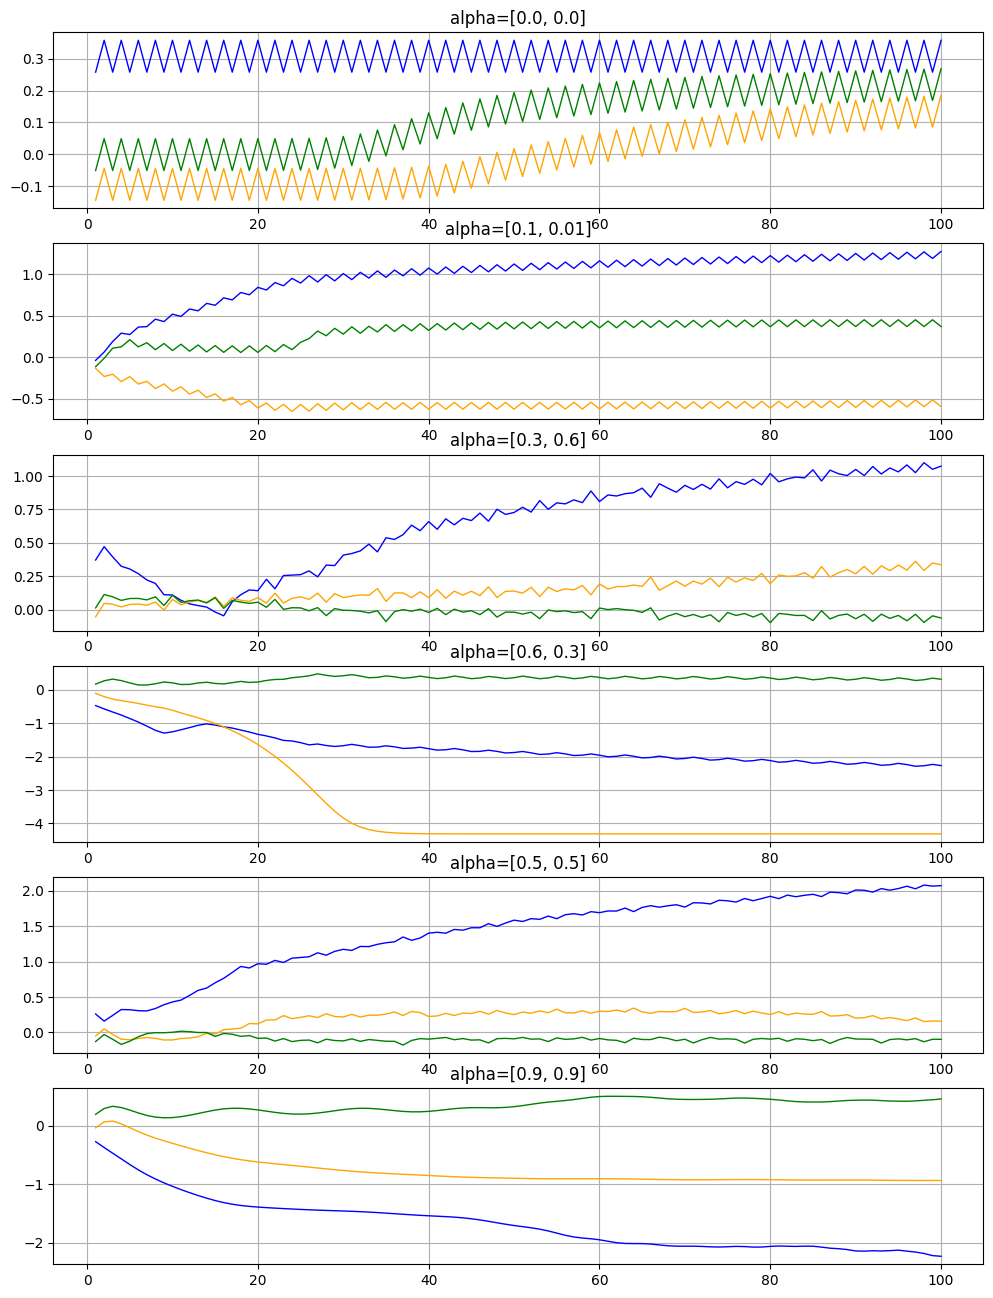 alpha=[0.0, 0.0]
0.3
0.2
0.1
0.0
−0.1
0 20 40 60 80 100
alpha=[0.1, 0.01]
1.0
0.5
0.0
−0.5
0 20 40 60 80 100
alpha=[0.3, 0.6]
1.00
0.75
0.50
0.25
0.00
0 20 40 60 80 100
alpha=[0.6, 0.3]
0
−1
−2
−3
−4
0 20 40 60 80 100
alpha=[0.5, 0.5]
2.0
1.5
1.0
0.5
0.0
0 20 40 60 80 100
alpha=[0.9, 0.9]
0
−1
−2
0 20 40 60 80 100